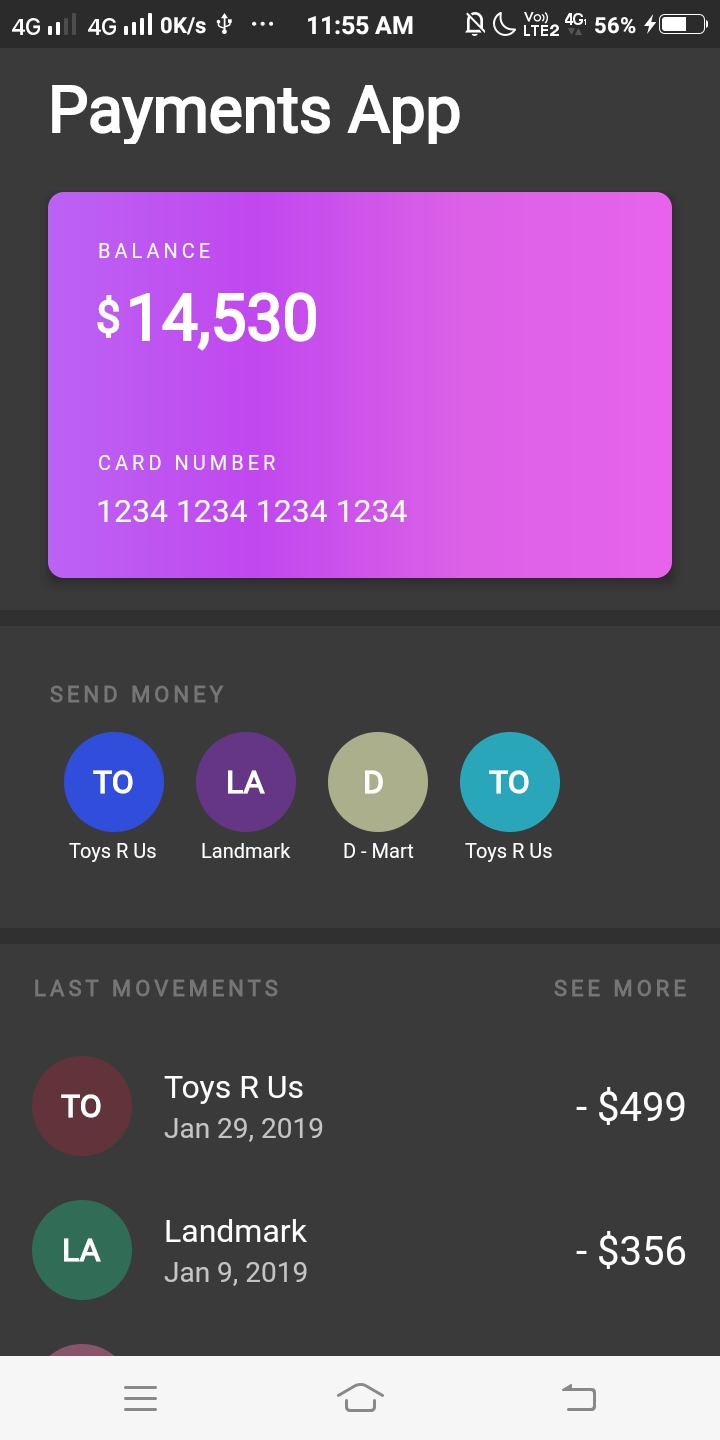 4G 4G 0K/s ... 11:55 AM VoLTE2 4G 56%
Payments App
BALANCE
$14,530
CARD NUMBER
1234 1234 1234 1234
SEND MONEY
TO LA D TO
Toys R Us Landmark D - Mart Toys R Us
LAST MOVEMENTS SEE MORE
TO Toys R Us - $499
Jan 29, 2019
LA Landmark - $356
Jan 9, 2019